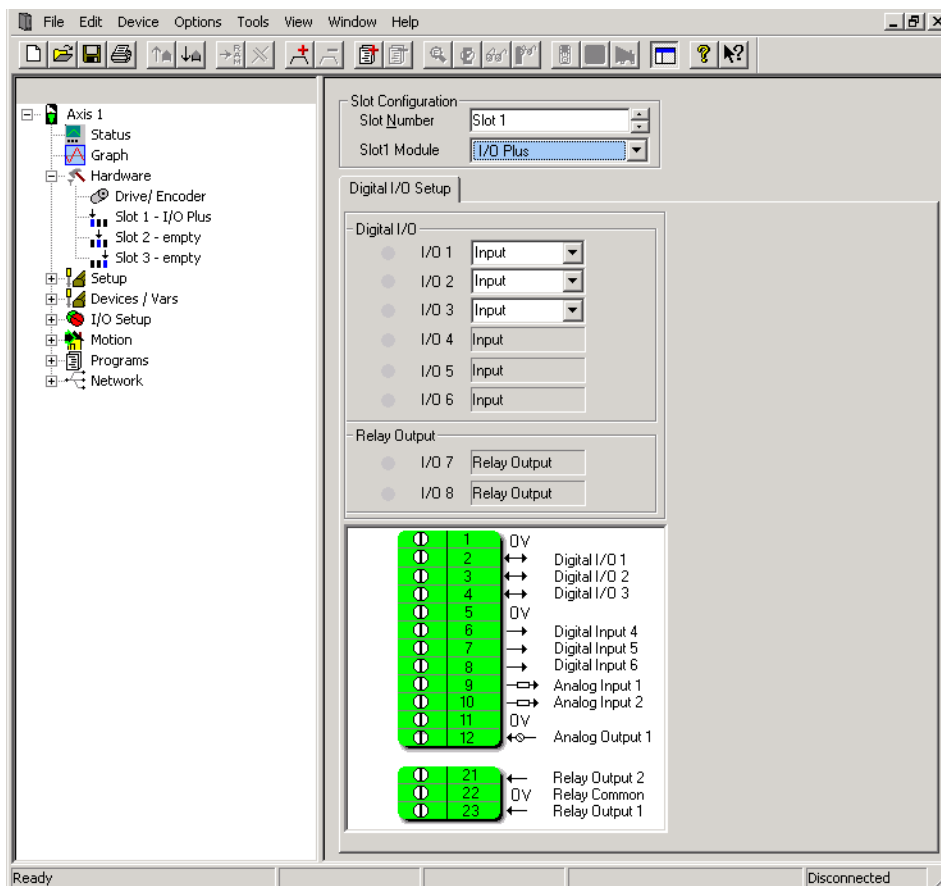 File Edit Device Options Tools View Window Help
Axis 1
Status
Graph
Hardware
Drive/ Encoder
Slot 1 - I/O Plus
Slot 2 - empty
Slot 3 - empty
Setup
Devices / Vars
I/O Setup
Motion
Programs
Network
Slot Configuration
Slot Number Slot 1
Slot1 Module I/O Plus
Digital I/O Setup
Digital I/O
I/O 1 Input
I/O 2 Input
I/O 3 Input
I/O 4 Input
I/O 5 Input
I/O 6 Input
Relay Output
I/O 7 Relay Output
I/O 8 Relay Output
1 0V
2 Digital I/O 1
3 Digital I/O 2
4 Digital I/O 3
5 0V
6 Digital Input 4
7 Digital Input 5
8 Digital Input 6
9 Analog Input 1
10 Analog Input 2
11 0V
12 Analog Output 1
21 Relay Output 2
22 0V Relay Common
23 Relay Output 1
Ready Disconnected